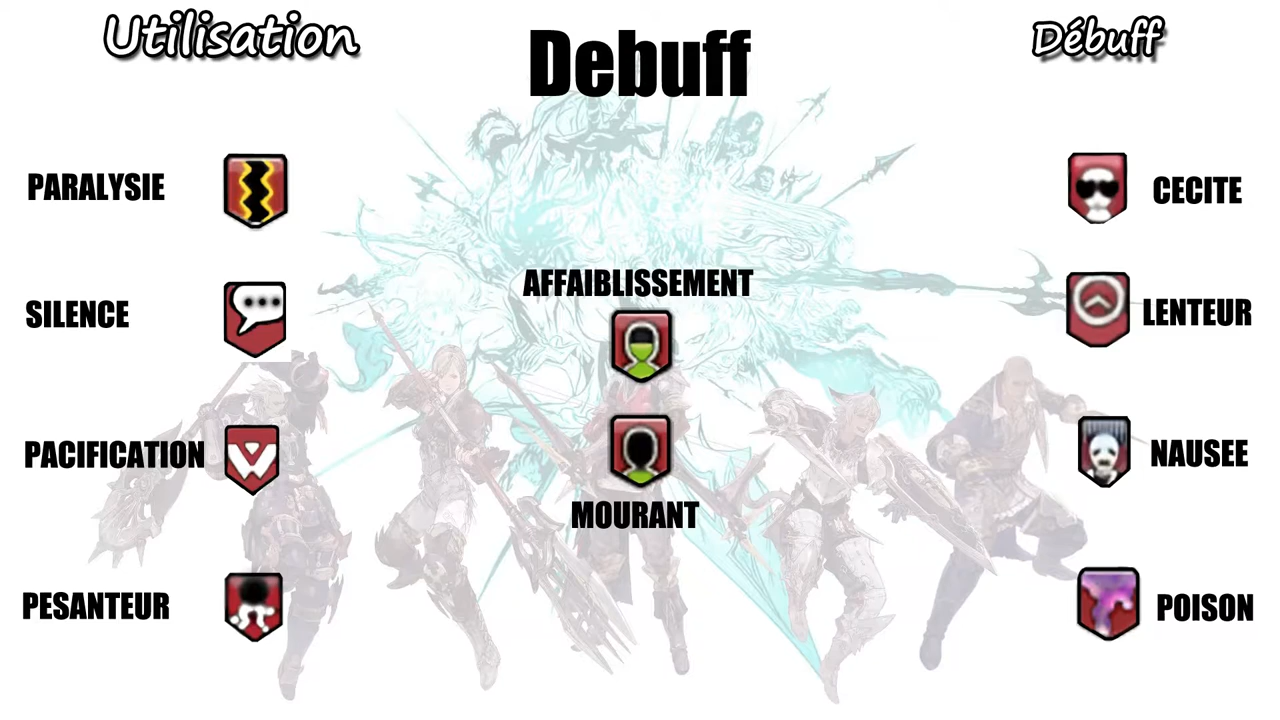 Utilisation
Debuff
Débuff
PARALYSIE
CECITE
AFFAIBLISSEMENT
SILENCE
LENTEUR
PACIFICATION
NAUSEE
MOURANT
PESANTEUR
POISON